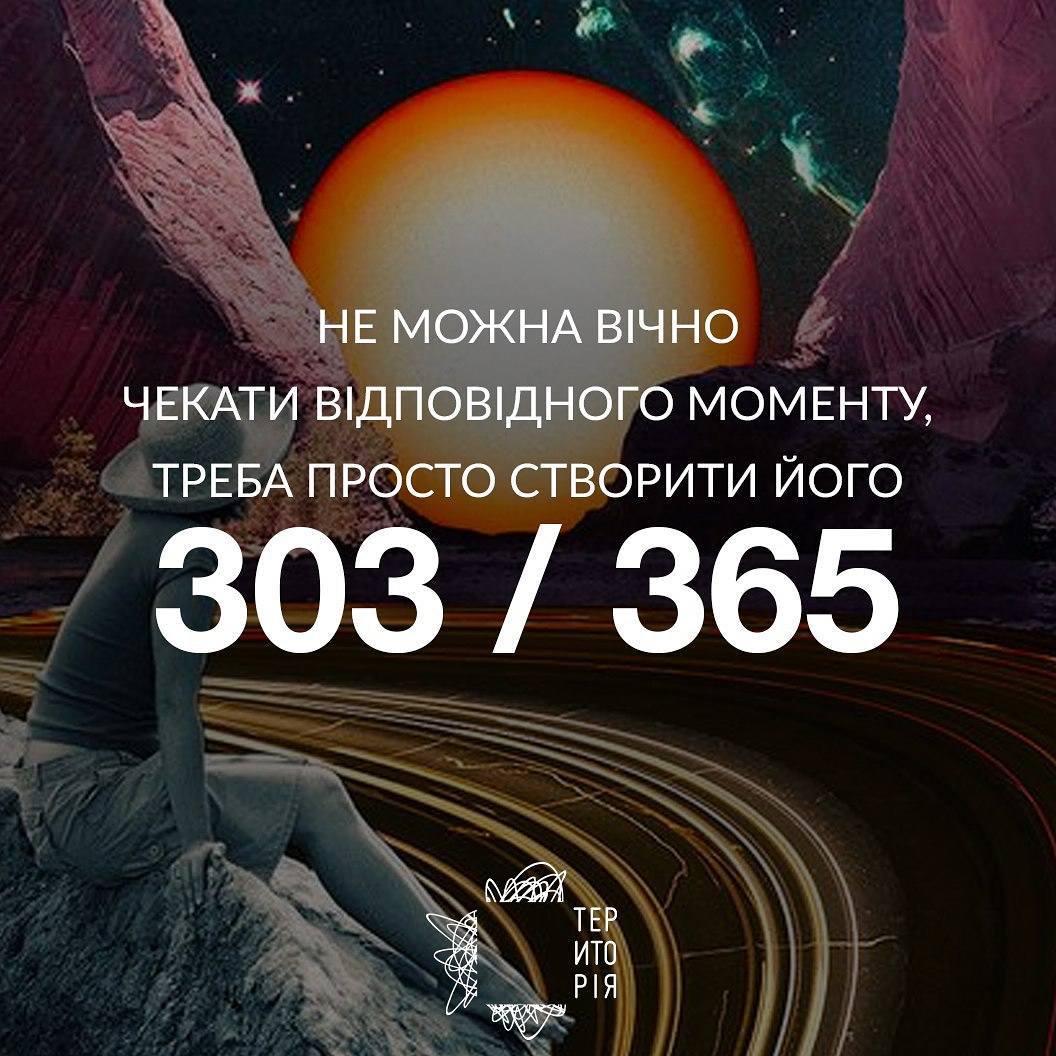 НЕ МОЖНА ВІЧНО
ЧЕКАТИ ВІДПОВІДНОГО МОМЕНТУ,
ТРЕБА ПРОСТО СТВОРИТИ ЙОГО
303 / 365
ТЕР
ИТО
РІЯ